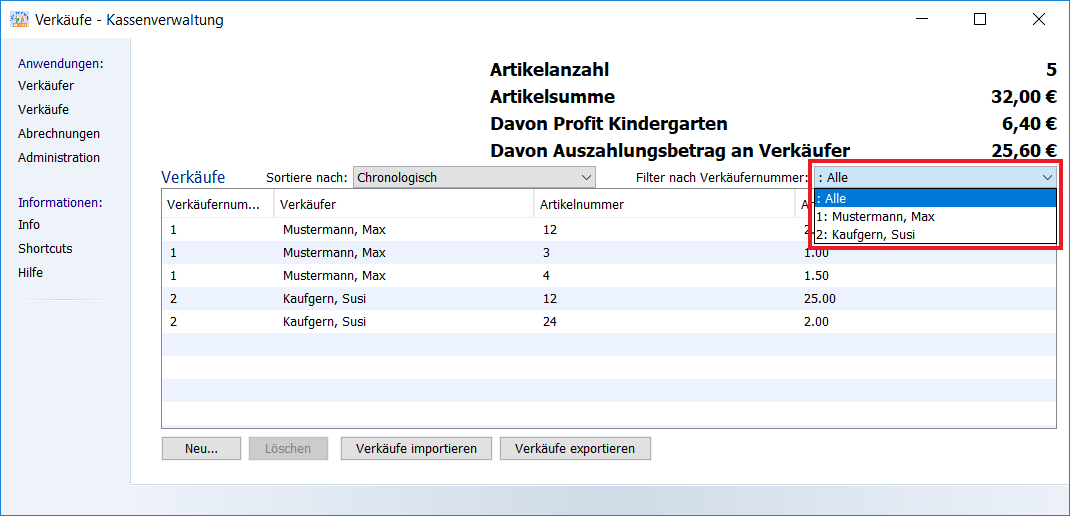 Verkäufe - Kassenverwaltung
Anwendungen:
Verkäufer
Verkäufe
Abrechnungen
Administration
Informationen:
Info
Shortcuts
Hilfe
Artikelanzahl 5
Artikelsumme 32,00 €
Davon Profit Kindergarten 6,40 €
Davon Auszahlungsbetrag an Verkäufer 25,60 €
Verkäufe Sortiere nach: Chronologisch Filter nach Verkäufernummer: : Alle
: Alle
1: Mustermann, Max
2: Kaufgern, Susi
Verkäufernum... Verkäufer Artikelnummer
1 Mustermann, Max 12
1 Mustermann, Max 3 1.00
1 Mustermann, Max 4 1.50
2 Kaufgern, Susi 12 25.00
2 Kaufgern, Susi 24 2.00
Neu... Löschen Verkäufe importieren Verkäufe exportieren